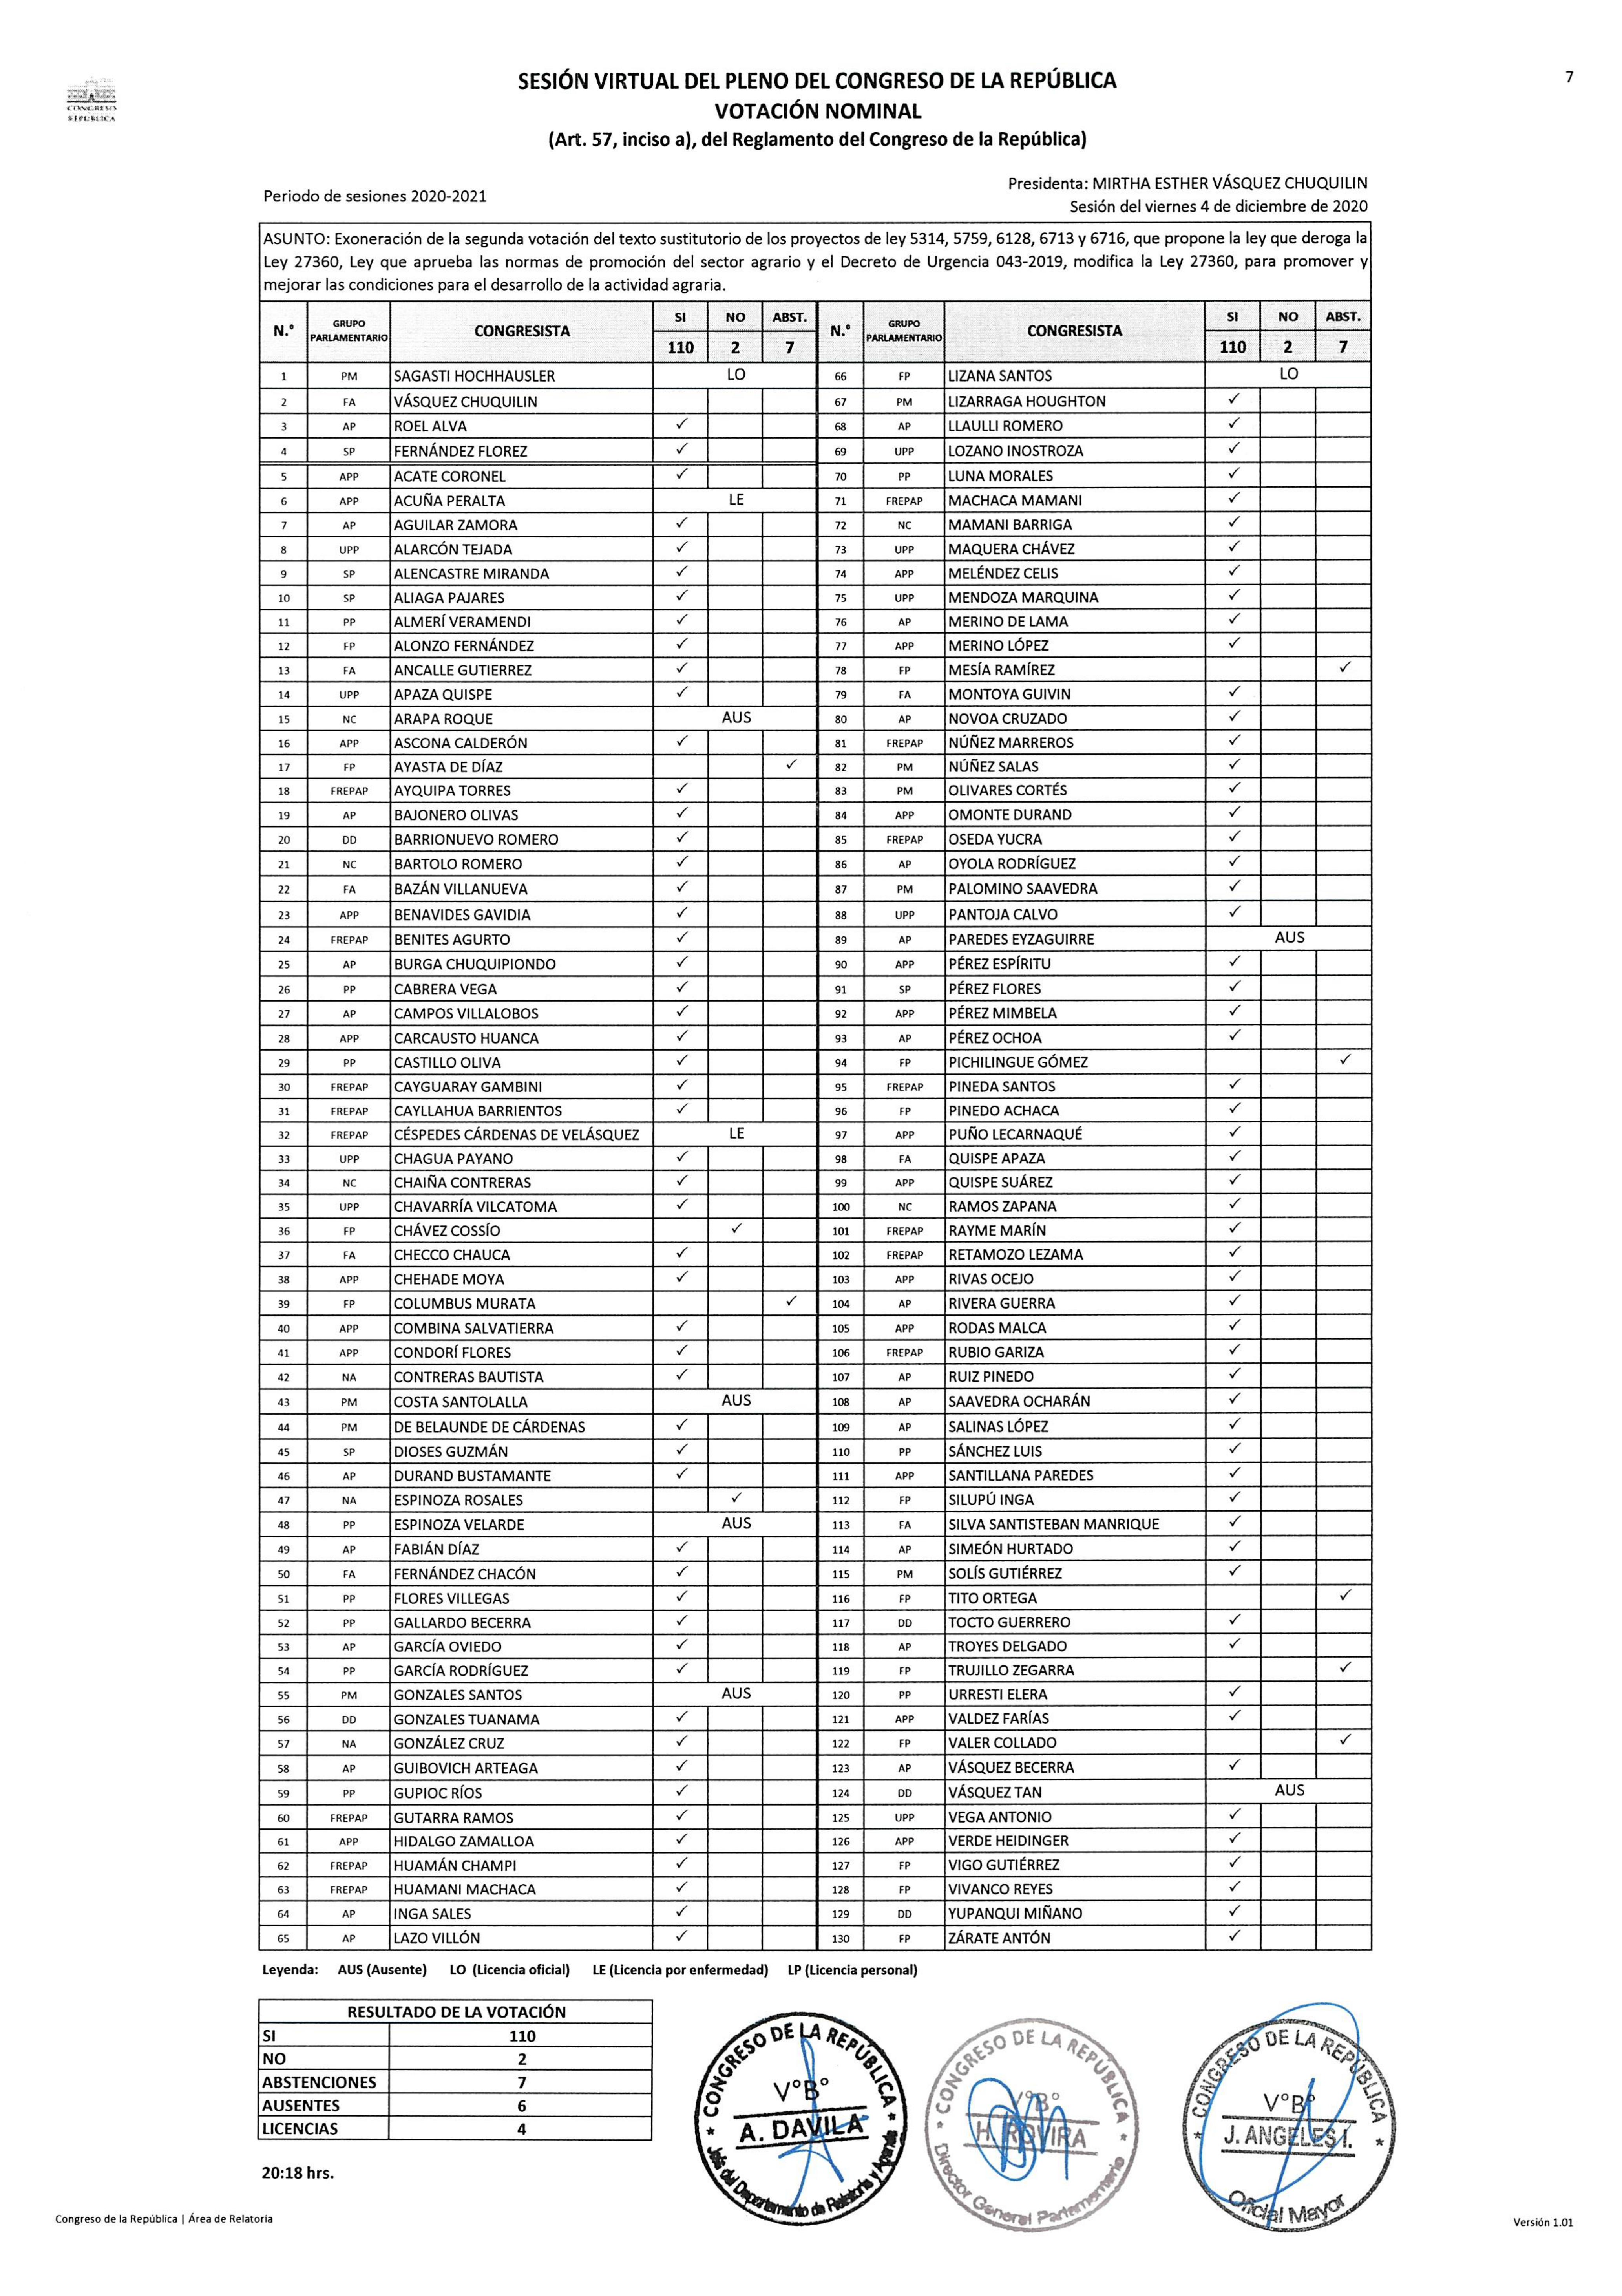 7
CONGRESO
REPÚBLICA
SESIÓN VIRTUAL DEL PLENO DEL CONGRESO DE LA REPÚBLICA
VOTACIÓN NOMINAL
(Art. 57, inciso a), del Reglamento del Congreso de la República)
Presidenta: MIRTHA ESTHER VÁSQUEZ CHUQUILIN
Periodo de sesiones 2020-2021
Sesión del viernes 4 de diciembre de 2020
ASUNTO: Exoneración de la segunda votación del texto sustitutorio de los proyectos de ley 5314, 5759, 6128, 6713 y 6716, que propone la ley que deroga la
Ley 27360, Ley que aprueba las normas de promoción del sector agrario y el Decreto de Urgencia 043-2019, modifica la Ley 27360, para promover y
mejorar las condiciones para el desarrollo de la actividad agraria.
N.° GRUPO PARLAMENTARIO CONGRESISTA SI NO ABST. N.° GRUPO PARLAMENTARIO CONGRESISTA SI NO ABST.
110 2 7 110 2 7
1 PM SAGASTI HOCHHAUSLER LO 66 FP LIZANA SANTOS LO
2 FA VÁSQUEZ CHUQUILIN 67 PM LIZARRAGA HOUGHTON ✓
3 AP ROEL ALVA ✓ 68 AP LLAULLI ROMERO ✓
4 SP FERNÁNDEZ FLOREZ ✓ 69 UPP LOZANO INOSTROZA ✓
5 APP ACATE CORONEL ✓ 70 PP LUNA MORALES ✓
6 APP ACUÑA PERALTA LE 71 FREPAP MACHACA MAMANI ✓
7 AP AGUILAR ZAMORA ✓ 72 NC MAMANI BARRIGA ✓
8 UPP ALARCÓN TEJADA ✓ 73 UPP MAQUERA CHÁVEZ ✓
9 SP ALENCASTRE MIRANDA ✓ 74 APP MELÉNDEZ CELIS ✓
10 SP ALIAGA PAJARES ✓ 75 UPP MENDOZA MARQUINA ✓
11 PP ALMERÍ VERAMENDI ✓ 76 AP MERINO DE LAMA ✓
12 FP ALONZO FERNÁNDEZ ✓ 77 APP MERINO LÓPEZ ✓
13 FA ANCALLE GUTIERREZ ✓ 78 FP MESÍA RAMÍREZ ✓
14 UPP APAZA QUISPE ✓ 79 FA MONTOYA GUIVIN ✓
15 NC ARAPA ROQUE AUS 80 AP NOVOA CRUZADO ✓
16 APP ASCONA CALDERÓN ✓ 81 FREPAP NÚÑEZ MARREROS ✓
17 FP AYASTA DE DÍAZ ✓ 82 PM NÚÑEZ SALAS ✓
18 FREPAP AYQUIPA TORRES ✓ 83 PM OLIVARES CORTÉS ✓
19 AP BAJONERO OLIVAS ✓ 84 APP OMONTE DURAND ✓
20 DD BARRIONUEVO ROMERO ✓ 85 FREPAP OSEDA YUCRA ✓
21 NC BARTOLO ROMERO ✓ 86 AP OYOLA RODRÍGUEZ ✓
22 FA BAZÁN VILLANUEVA ✓ 87 PM PALOMINO SAAVEDRA ✓
23 APP BENAVIDES GAVIDIA ✓ 88 UPP PANTOJA CALVO ✓
24 FREPAP BENITES AGURTO ✓ 89 AP PAREDES EYZAGUIRRE AUS
25 AP BURGA CHUQUIPIONDO ✓ 90 APP PÉREZ ESPÍRITU ✓
26 PP CABRERA VEGA ✓ 91 SP PÉREZ FLORES ✓
27 AP CAMPOS VILLALOBOS ✓ 92 APP PÉREZ MIMBELA ✓
28 APP CARCAUSTO HUANCA ✓ 93 AP PÉREZ OCHOA ✓
29 PP CASTILLO OLIVA ✓ 94 FP PICHILINGUE GÓMEZ ✓
30 FREPAP CAYGUARAY GAMBINI ✓ 95 FREPAP PINEDA SANTOS ✓
31 FREPAP CAYLLAHUA BARRIENTOS ✓ 96 FP PINEDO ACHACA ✓
32 FREPAP CÉSPEDES CÁRDENAS DE VELÁSQUEZ LE 97 APP PUÑO LECARNAQUÉ ✓
33 UPP CHAGUA PAYANO ✓ 98 FA QUISPE APAZA ✓
34 NC CHAIÑA CONTRERAS ✓ 99 APP QUISPE SUÁREZ ✓
35 UPP CHAVARRÍA VILCATOMA ✓ 100 NC RAMOS ZAPANA ✓
36 FP CHÁVEZ COSSÍO ✓ 101 FREPAP RAYME MARÍN ✓
37 FA CHECCO CHAUCA ✓ 102 FREPAP RETAMOZO LEZAMA ✓
38 APP CHEHADE MOYA ✓ 103 APP RIVAS OCEJO ✓
39 FP COLUMBUS MURATA ✓ 104 AP RIVERA GUERRA ✓
40 APP COMBINA SALVATIERRA ✓ 105 APP RODAS MALCA ✓
41 APP CONDORÍ FLORES ✓ 106 FREPAP RUBIO GARIZA ✓
42 NA CONTRERAS BAUTISTA ✓ 107 AP RUIZ PINEDO ✓
43 PM COSTA SANTOLALLA AUS 108 AP SAAVEDRA OCHARÁN ✓
44 PM DE BELAUNDE DE CÁRDENAS ✓ 109 AP SALINAS LÓPEZ ✓
45 SP DIOSES GUZMÁN ✓ 110 PP SÁNCHEZ LUIS ✓
46 AP DURAND BUSTAMANTE ✓ 111 APP SANTILLANA PAREDES ✓
47 NA ESPINOZA ROSALES ✓ 112 FP SILUPÚ INGA ✓
48 PP ESPINOZA VELARDE AUS 113 FA SILVA SANTISTEBAN MANRIQUE ✓
49 AP FABIÁN DÍAZ ✓ 114 AP SIMEÓN HURTADO ✓
50 FA FERNÁNDEZ CHACÓN ✓ 115 PM SOLÍS GUTIÉRREZ ✓
51 PP FLORES VILLEGAS ✓ 116 FP TITO ORTEGA ✓
52 PP GALLARDO BECERRA ✓ 117 DD TOCTO GUERRERO ✓
53 AP GARCÍA OVIEDO ✓ 118 AP TROYES DELGADO ✓
54 PP GARCÍA RODRÍGUEZ ✓ 119 FP TRUJILLO ZEGARRA ✓
55 PM GONZALES SANTOS AUS 120 PP URRESTI ELERA ✓
56 DD GONZALES TUANAMA ✓ 121 APP VALDEZ FARÍAS ✓
57 NA GONZÁLEZ CRUZ ✓ 122 FP VALER COLLADO ✓
58 AP GUIBOVICH ARTEAGA ✓ 123 AP VÁSQUEZ BECERRA ✓
59 PP GUPIOC RÍOS ✓ 124 DD VÁSQUEZ TAN AUS
60 FREPAP GUTARRA RAMOS ✓ 125 UPP VEGA ANTONIO ✓
61 APP HIDALGO ZAMALLOA ✓ 126 APP VERDE HEIDINGER ✓
62 FREPAP HUAMÁN CHAMPI ✓ 127 FP VIGO GUTIÉRREZ ✓
63 FREPAP HUAMANI MACHACA ✓ 128 FP VIVANCO REYES ✓
64 AP INGA SALES ✓ 129 DD YUPANQUI MIÑANO ✓
65 AP LAZO VILLÓN ✓ 130 FP ZÁRATE ANTÓN ✓
Leyenda: AUS (Ausente) LO (Licencia oficial) LE (Licencia por enfermedad) LP (Licencia personal)
RESULTADO DE LA VOTACIÓN
SI 110
NO 2
ABSTENCIONES 7
AUSENTES 6
LICENCIAS 4
20:18 hrs.
CONGRESO DE LA REPÚBLICA
V°B°
A. DAVILA
Jefe del Departamento de Relatoría y Agenda
CONGRESO DE LA REPÚBLICA
V°B°
H. ROVIRA
Director General Parlamentario
CONGRESO DE LA REPÚBLICA
V°B°
J. ANGELES I.
Oficial Mayor
Congreso de la República | Área de Relatoría
Versión 1.01